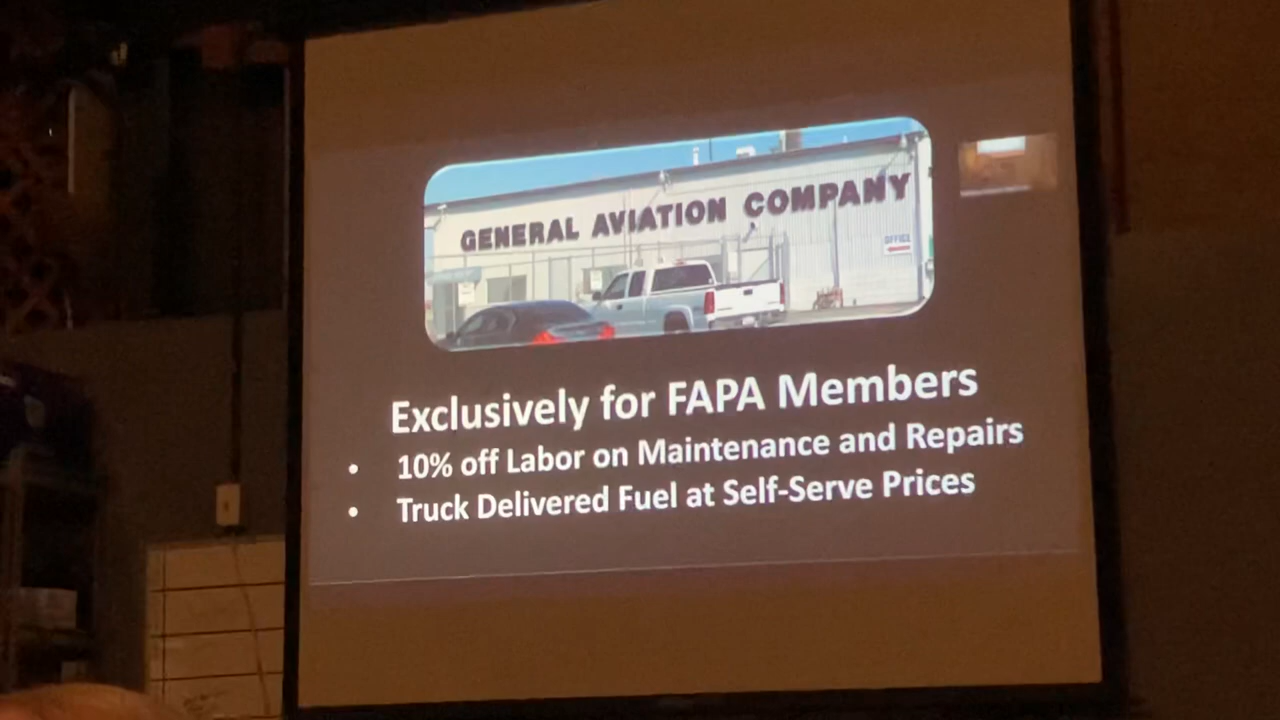 GENERAL AVIATION COMPANY
OFFICE
Exclusively for FAPA Members
• 10% off Labor on Maintenance and Repairs
• Truck Delivered Fuel at Self-Serve Prices